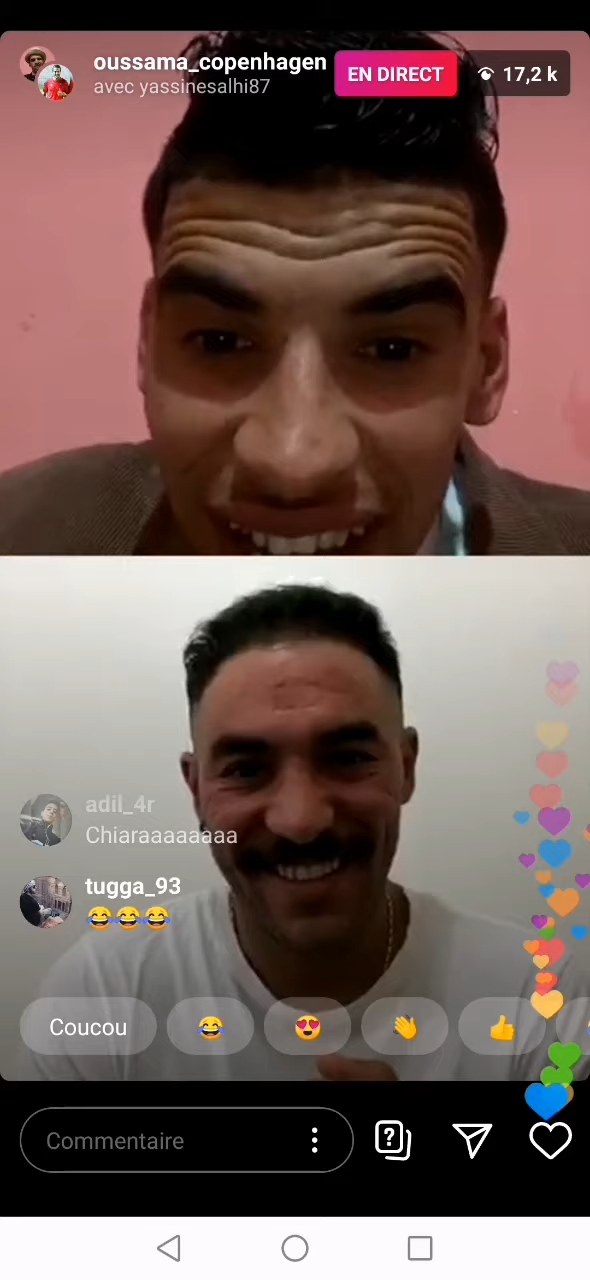 oussama_copenhagen EN DIRECT 17,2 k
avec yassinesalhi87
adil_4r
Chiaraaaaaaaa
tugga_93
😂😂😂
Coucou 😂 😍 👋 👍
Commentaire